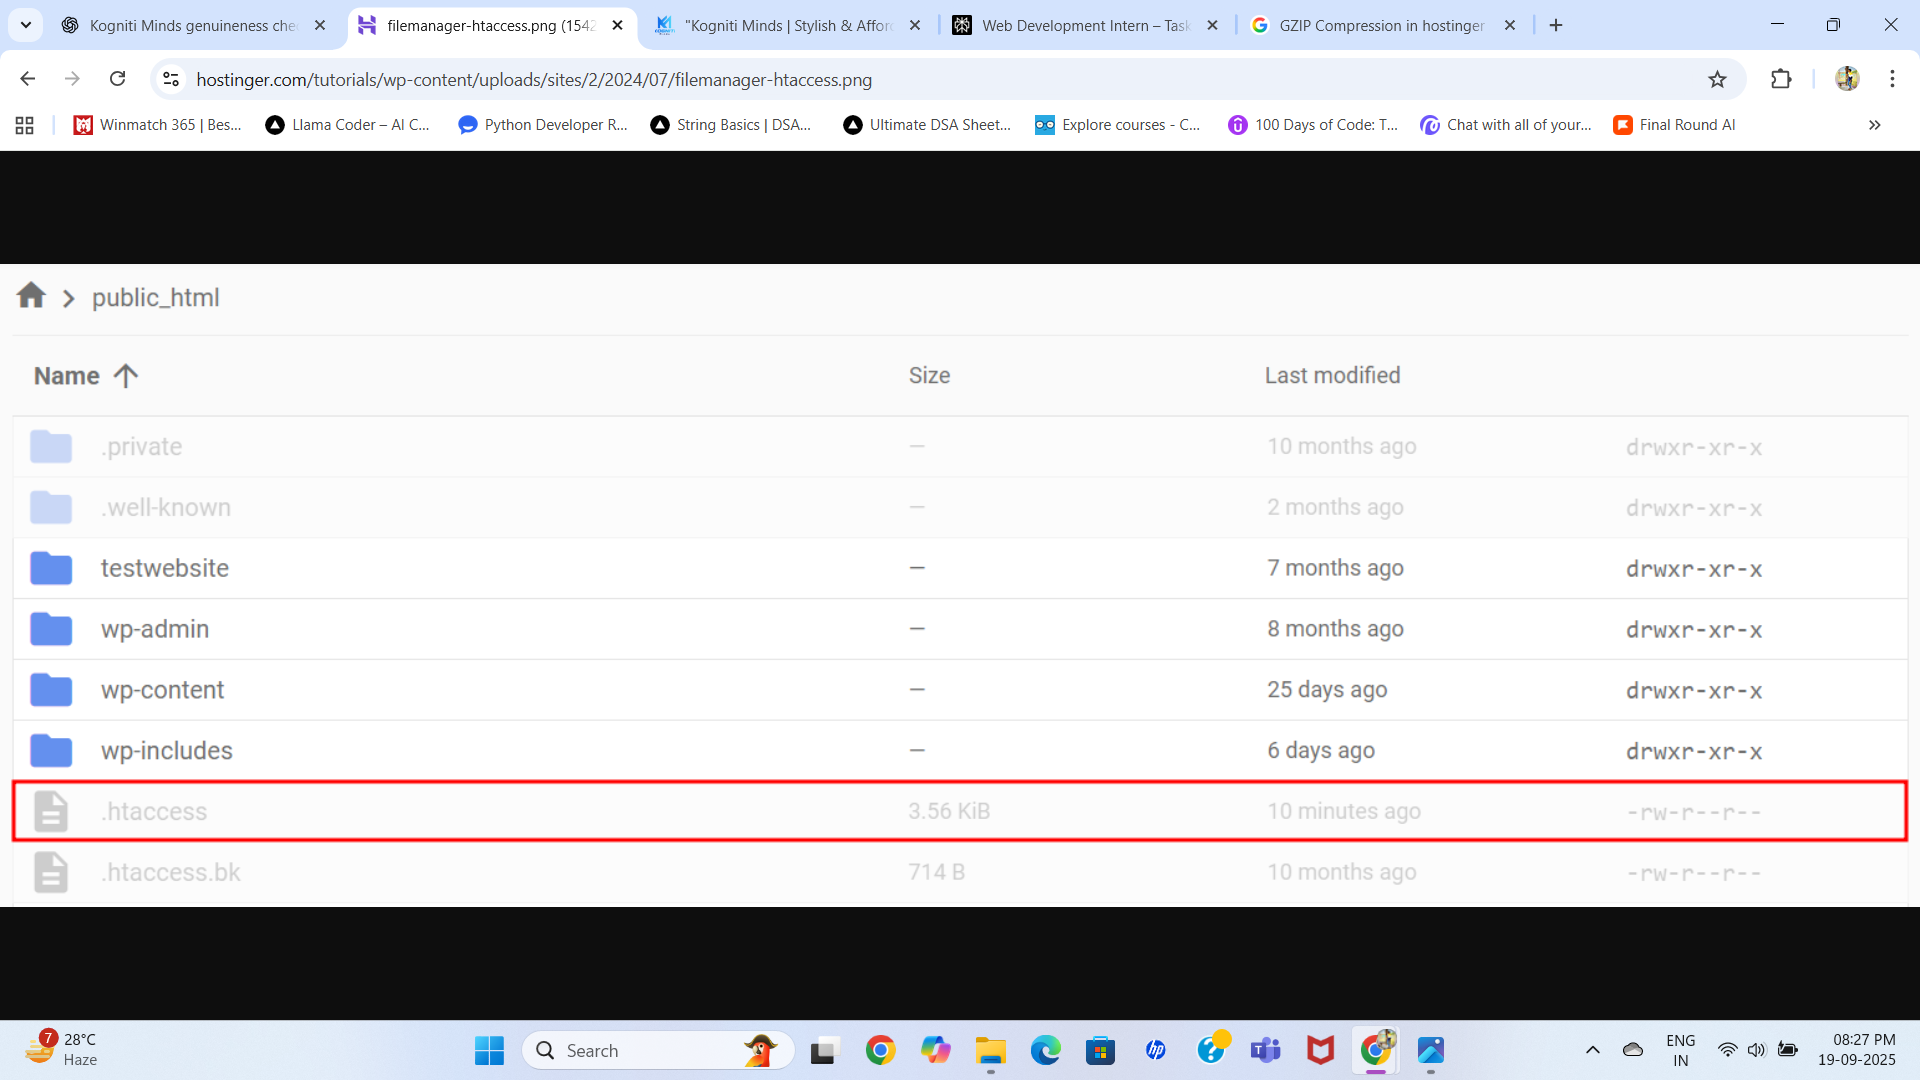 Kogniti Minds genuineness che
filemanager-htaccess.png (1542
"Kogniti Minds | Stylish & Affor
Web Development Intern – Task
GZIP Compression in hostinger
hostinger.com/tutorials/wp-content/uploads/sites/2/2024/07/filemanager-htaccess.png
Winmatch 365 | Bes...
Llama Coder – AI C...
Python Developer R...
String Basics | DSA...
Ultimate DSA Sheet...
Explore courses - C...
100 Days of Code: T...
Chat with all of your...
Final Round AI
public_html
Name Size Last modified
.private — 10 months ago drwxr-xr-x
.well-known — 2 months ago drwxr-xr-x
testwebsite — 7 months ago drwxr-xr-x
wp-admin — 8 months ago drwxr-xr-x
wp-content — 25 days ago drwxr-xr-x
wp-includes — 6 days ago drwxr-xr-x
.htaccess 3.56 KiB 10 minutes ago -rw-r--r--
.htaccess.bk 714 B 10 months ago -rw-r--r--
7
28°C
Haze
Search
hp
ENG
IN
08:27 PM
19-09-2025